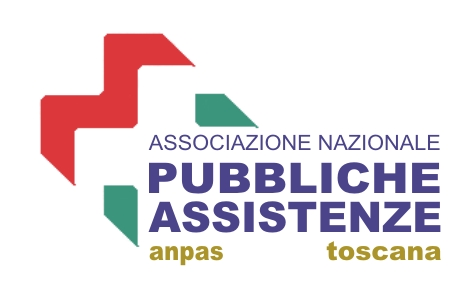 ASSOCIAZIONE NAZIONALE
PUBBLICHE
ASSISTENZE
anpas toscana